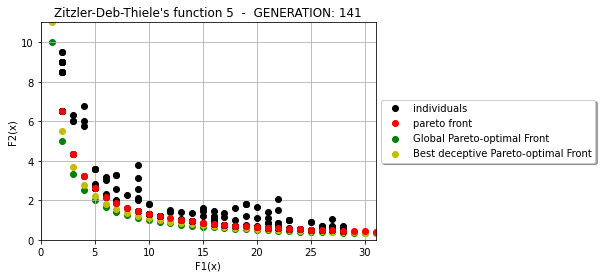 Zitzler-Deb-Thiele's function 5 - GENERATION: 141
10
8
6
4
2
0
F2(x)
0 5 10 15 20 25 30
F1(x)
individuals
pareto front
Global Pareto-optimal Front
Best deceptive Pareto-optimal Front